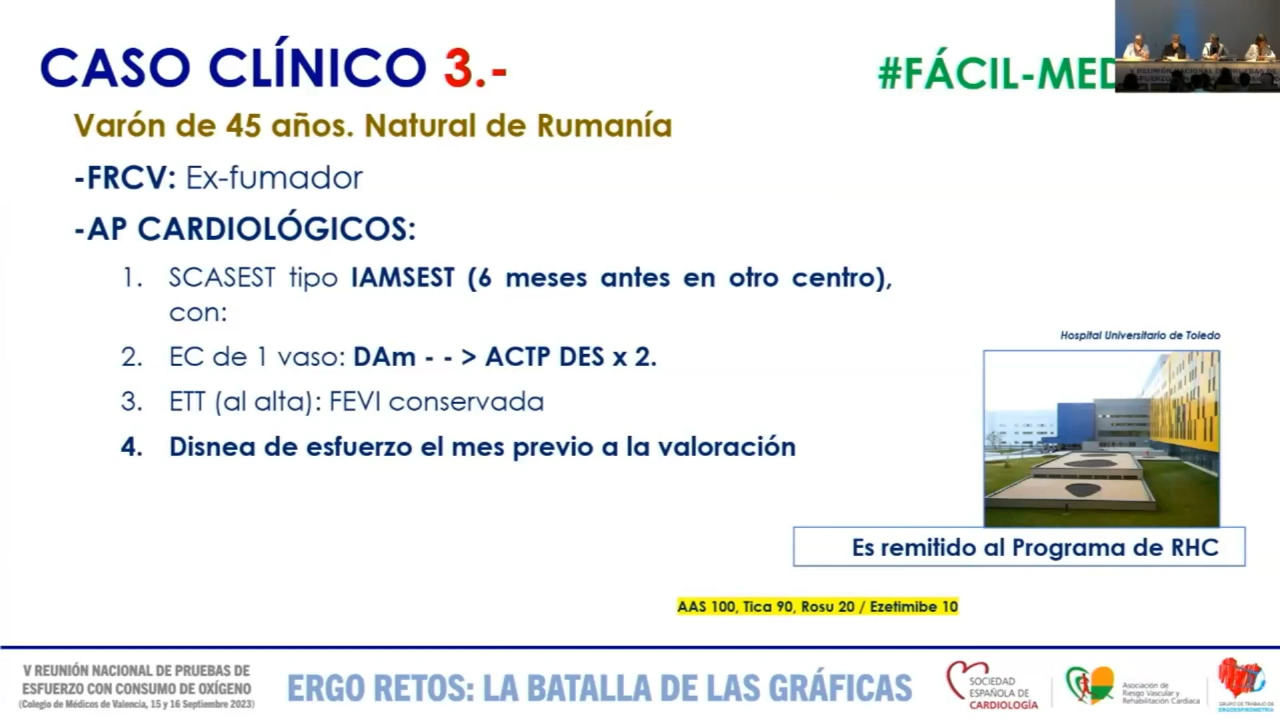 CASO CLÍNICO 3.-
#FÁCIL-MED
Varón de 45 años. Natural de Rumanía
-FRCV: Ex-fumador
-AP CARDIOLÓGICOS:
1. SCASEST tipo IAMSEST (6 meses antes en otro centro),
con:
2. EC de 1 vaso: DAm - - > ACTP DES x 2.
3. ETT (al alta): FEVI conservada
4. Disnea de esfuerzo el mes previo a la valoración
Hospital Universitario de Toledo
Es remitido al Programa de RHC
AAS 100, Tica 90, Rosu 20 / Ezetimibe 10
V REUNIÓN NACIONAL DE PRUEBAS DE
ESFUERZO CON CONSUMO DE OXÍGENO
(Colegio de Médicos de Valencia, 15 y 16 Septiembre 2023)
ERGO RETOS: LA BATALLA DE LAS GRÁFICAS
SOCIEDAD
ESPAÑOLA DE
CARDIOLOGÍA
Asociación de
Riesgo Vascular y
Rehabilitación Cardiaca
GRUPO DE TRABAJO DE
ERGOESPIROMETRÍA